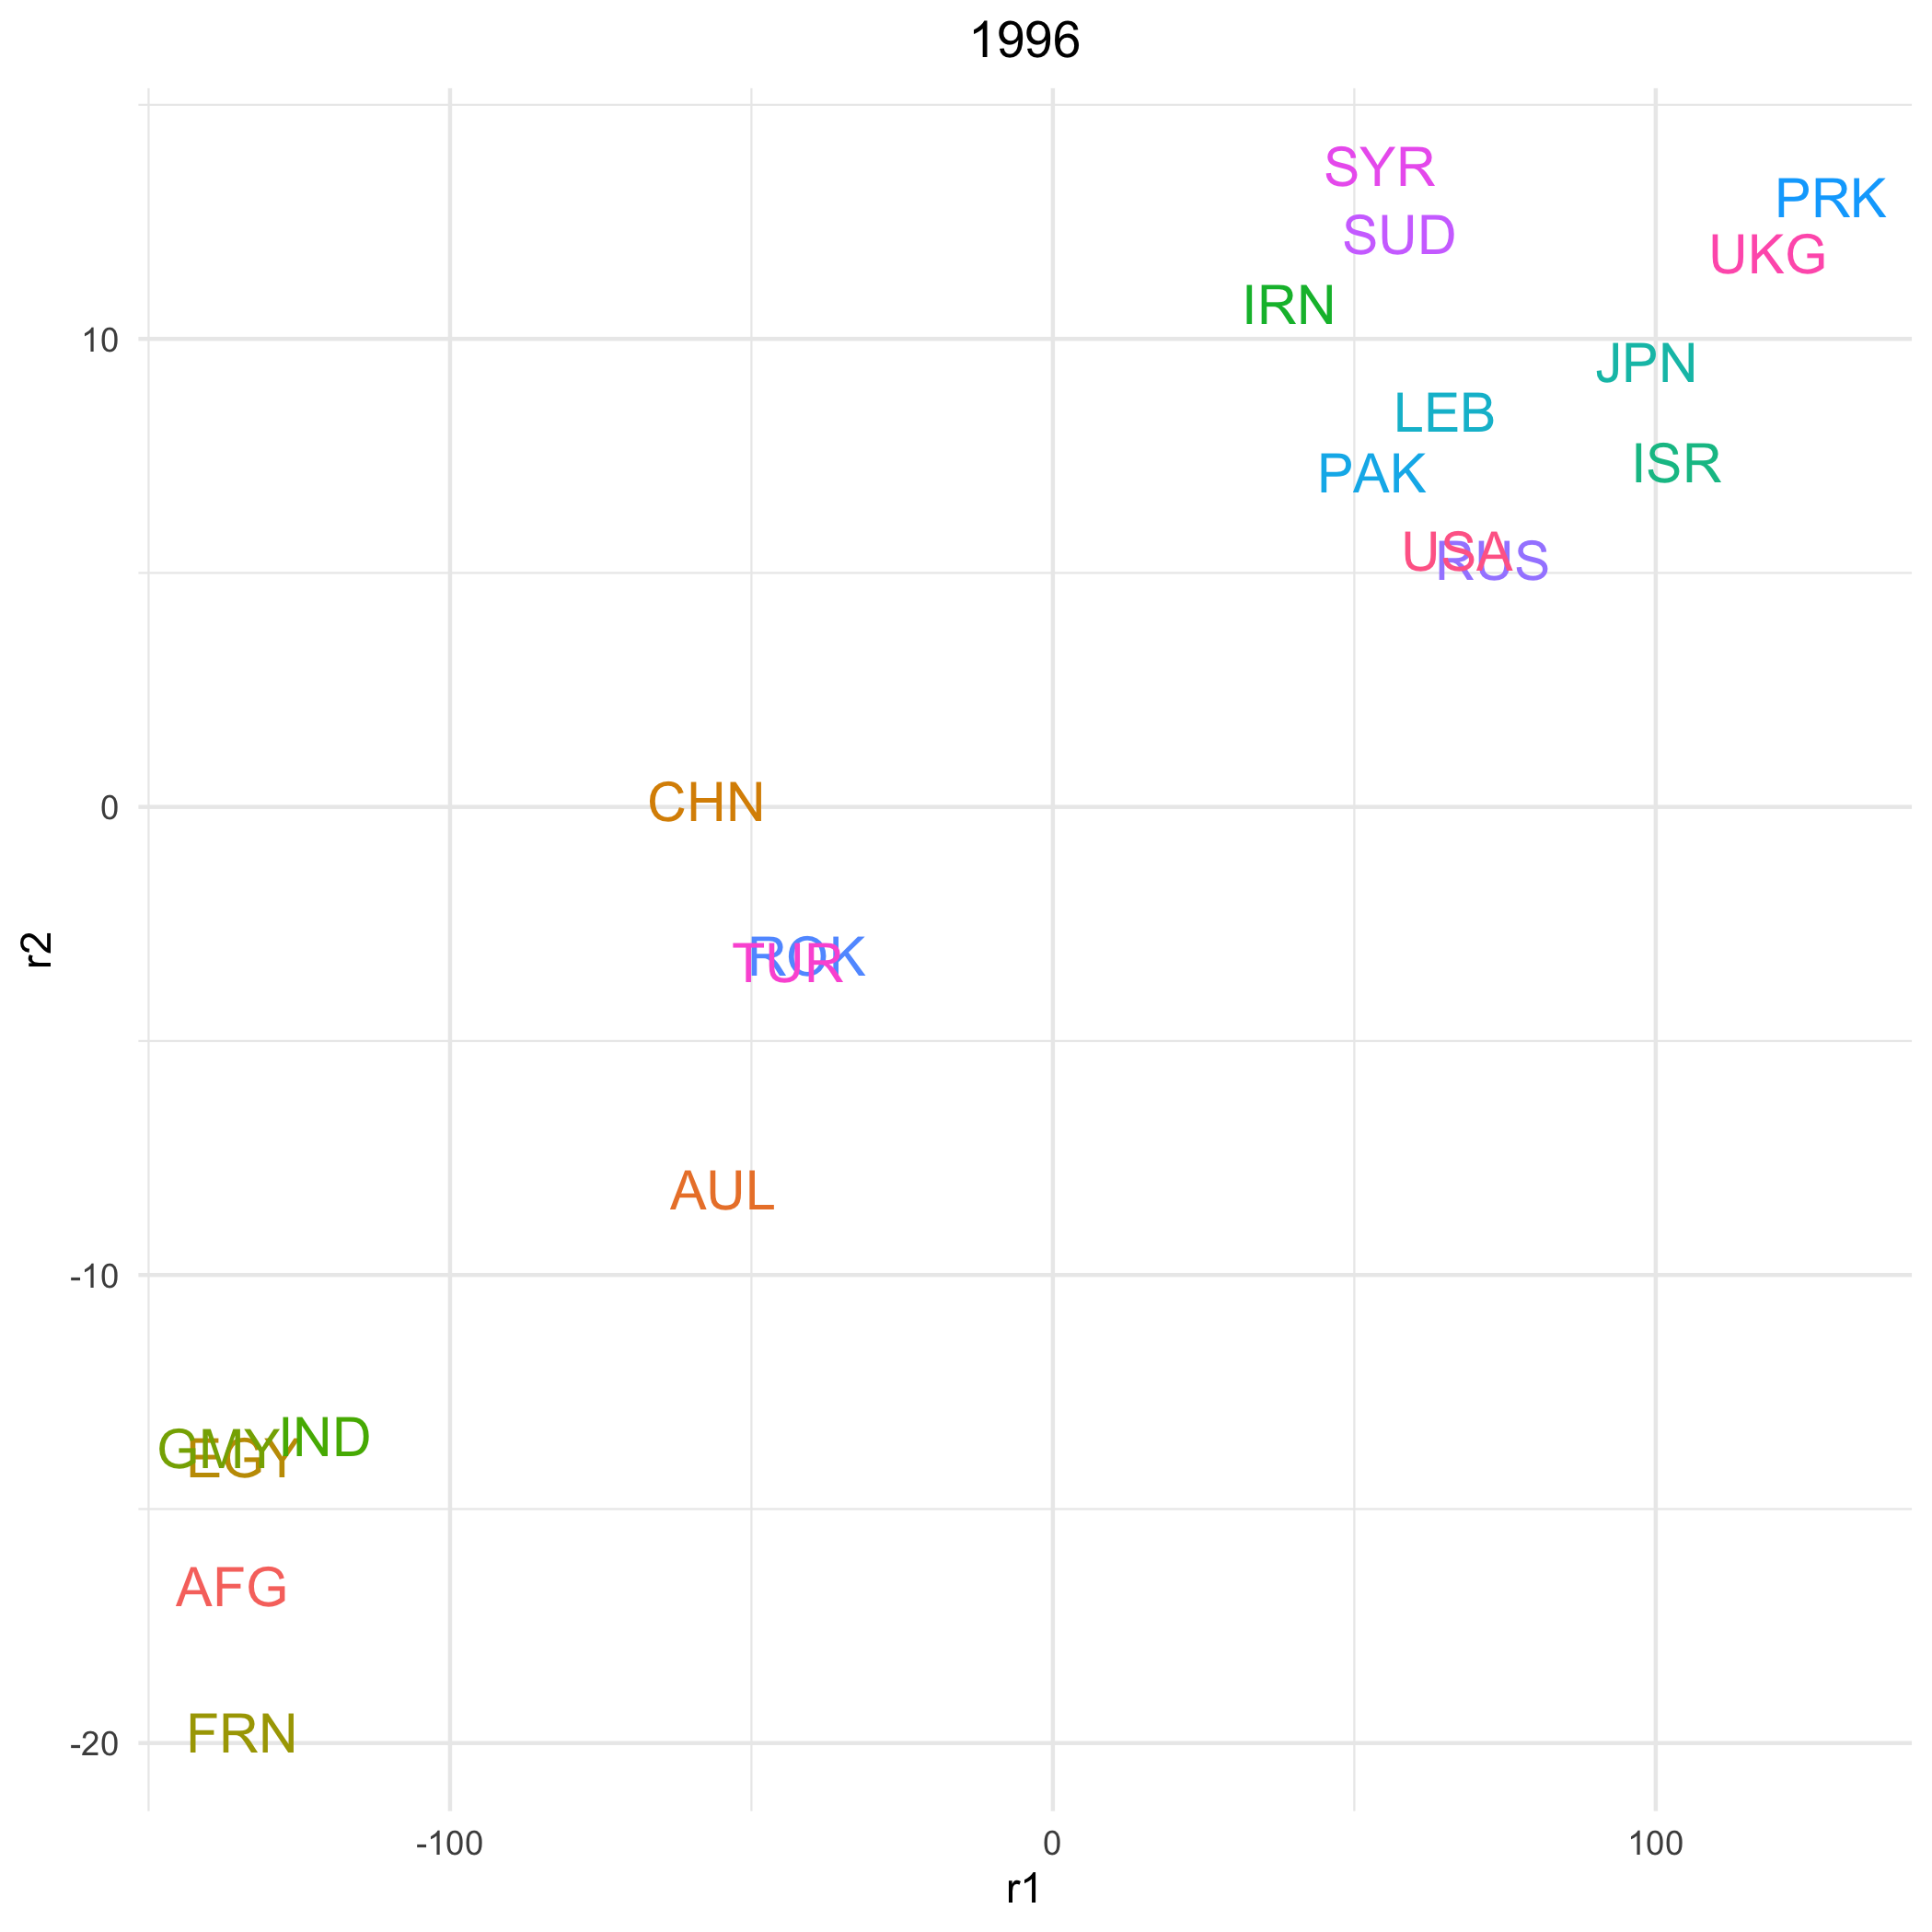 1996
SYR
PRK
SUD
UKG
IRN
10
JPN
LEB
ISR
PAK
USA
RUS
CHN
0
r2
ROK
TUR
AUL
-10
IND
GMY
EGY
AFG
FRN
-20
-100
0
100
r1